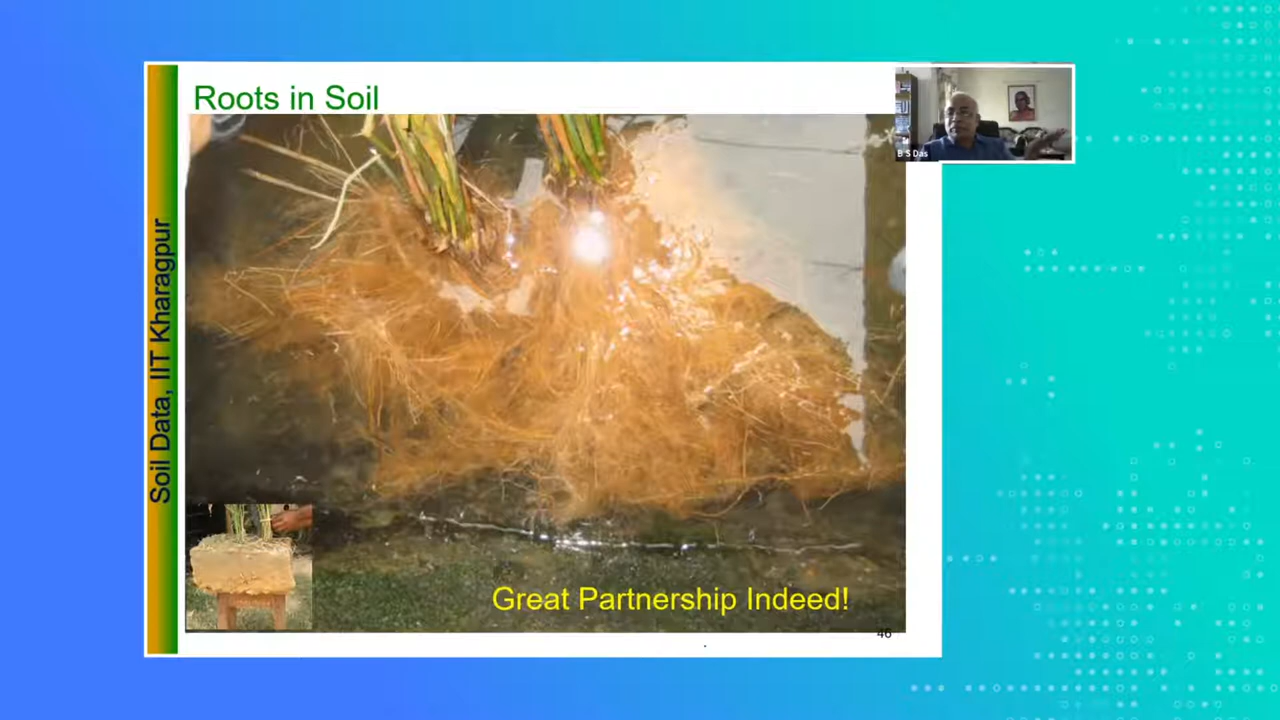 Roots in Soil
B S Das
Soil Data, IIT Kharagpur
Great Partnership Indeed!
46